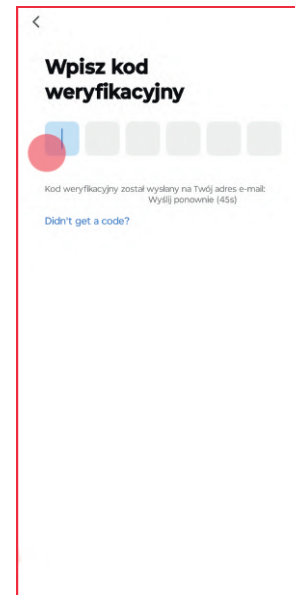 Wpisz kod
weryfikacyjny
Kod weryfikacyjny został wysłany na Twój adres e-mail:
Wyślij ponownie (45s)
Didn't get a code?